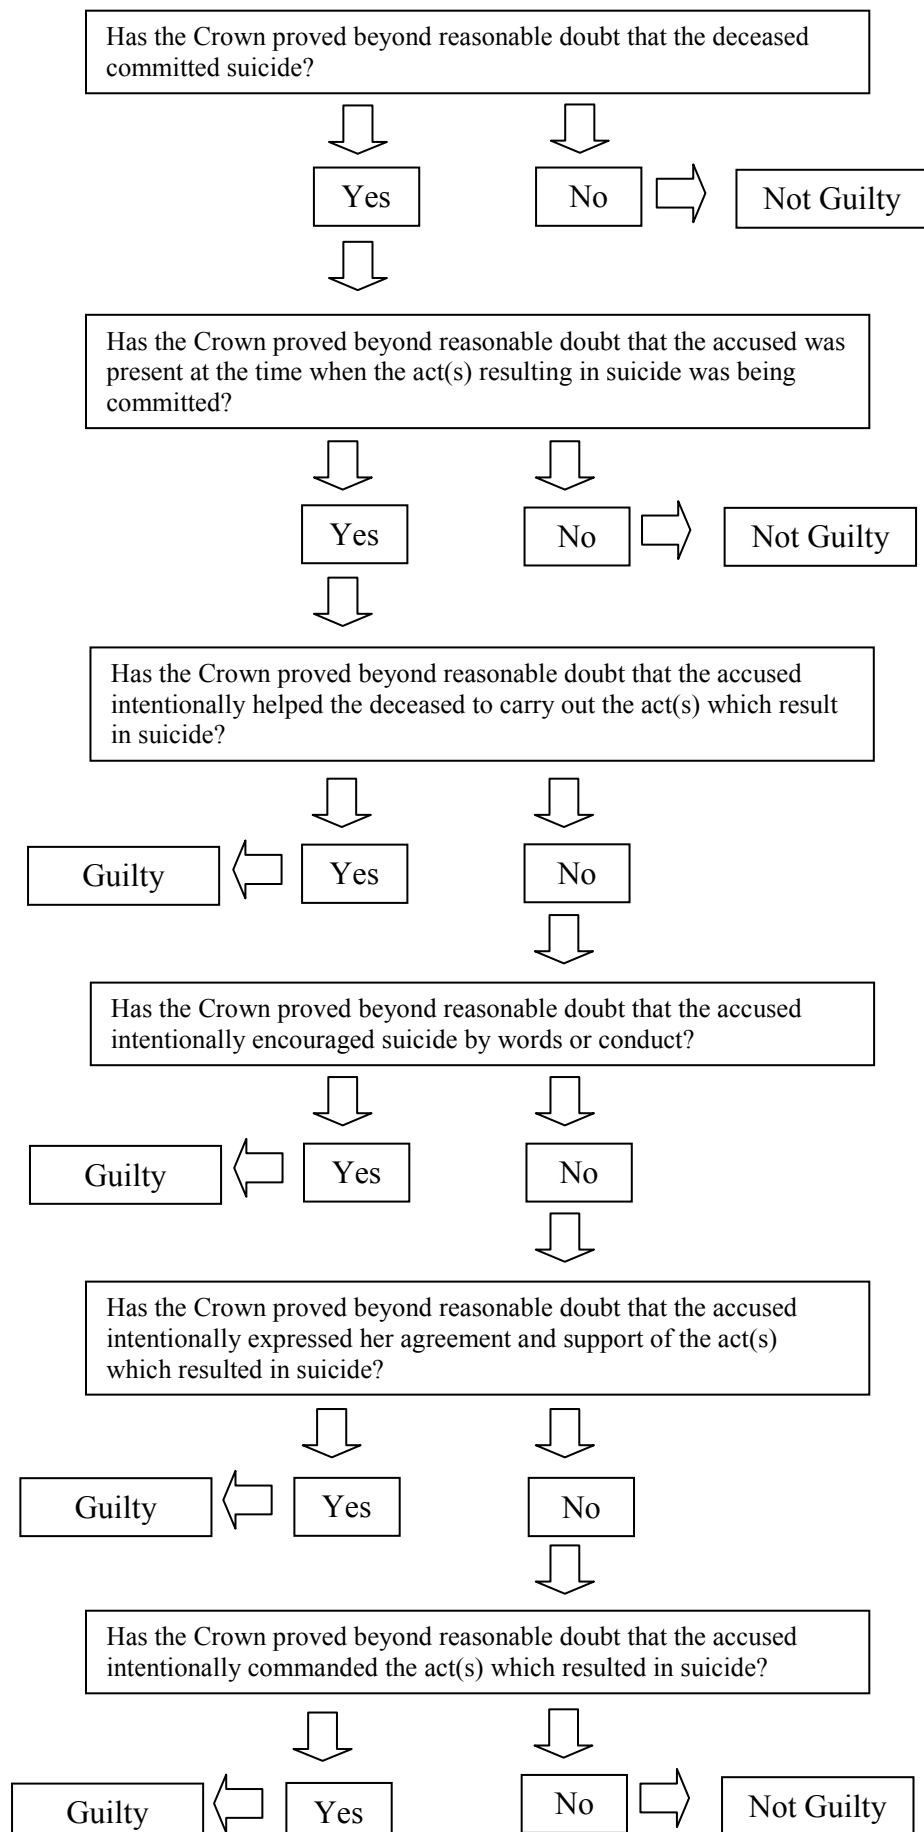 Has the Crown proved beyond reasonable doubt that the deceased
committed suicide?
Yes
No
Not Guilty
Has the Crown proved beyond reasonable doubt that the accused was
present at the time when the act(s) resulting in suicide was being
committed?
Yes
No
Not Guilty
Has the Crown proved beyond reasonable doubt that the accused
intentionally helped the deceased to carry out the act(s) which result
in suicide?
Guilty
Yes
No
Has the Crown proved beyond reasonable doubt that the accused
intentionally encouraged suicide by words or conduct?
Guilty
Yes
No
Has the Crown proved beyond reasonable doubt that the accused
intentionally expressed her agreement and support of the act(s)
which resulted in suicide?
Guilty
Yes
No
Has the Crown proved beyond reasonable doubt that the accused
intentionally commanded the act(s) which resulted in suicide?
Guilty
Yes
No
Not Guilty